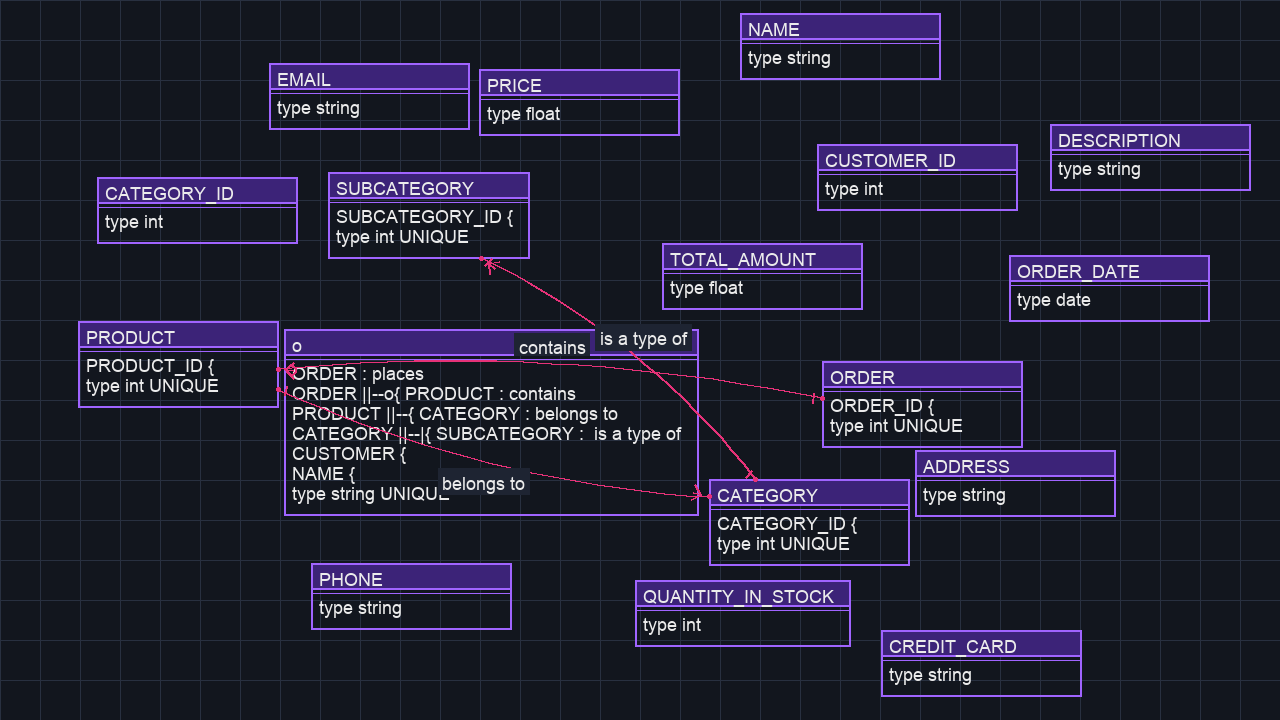 NAME
type string
EMAIL
type string
PRICE
type float
DESCRIPTION
type string
CUSTOMER_ID
type int
CATEGORY_ID
type int
SUBCATEGORY
SUBCATEGORY_ID {
type int UNIQUE
TOTAL_AMOUNT
type float
ORDER_DATE
type date
PRODUCT
PRODUCT_ID {
type int UNIQUE
o
contains
is a type of
ORDER : places
ORDER ||--o{ PRODUCT : contains
PRODUCT ||--{ CATEGORY : belongs to
CATEGORY ||--|{ SUBCATEGORY :  is a type of
CUSTOMER {
NAME {
type string UNIQUE
belongs to
ORDER
ORDER_ID {
type int UNIQUE
ADDRESS
type string
CATEGORY
CATEGORY_ID {
type int UNIQUE
PHONE
type string
QUANTITY_IN_STOCK
type int
CREDIT_CARD
type string